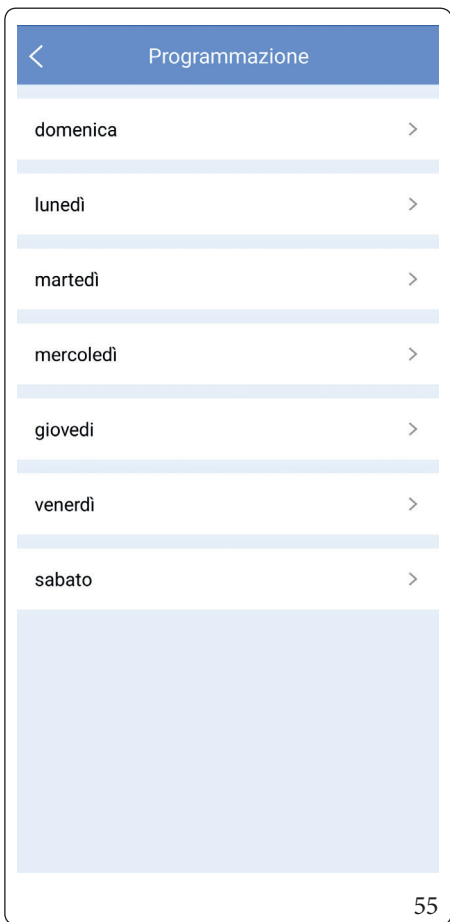 Programmazione
domenica
lunedì
martedì
mercoledì
giovedi
venerdì
sabato
55